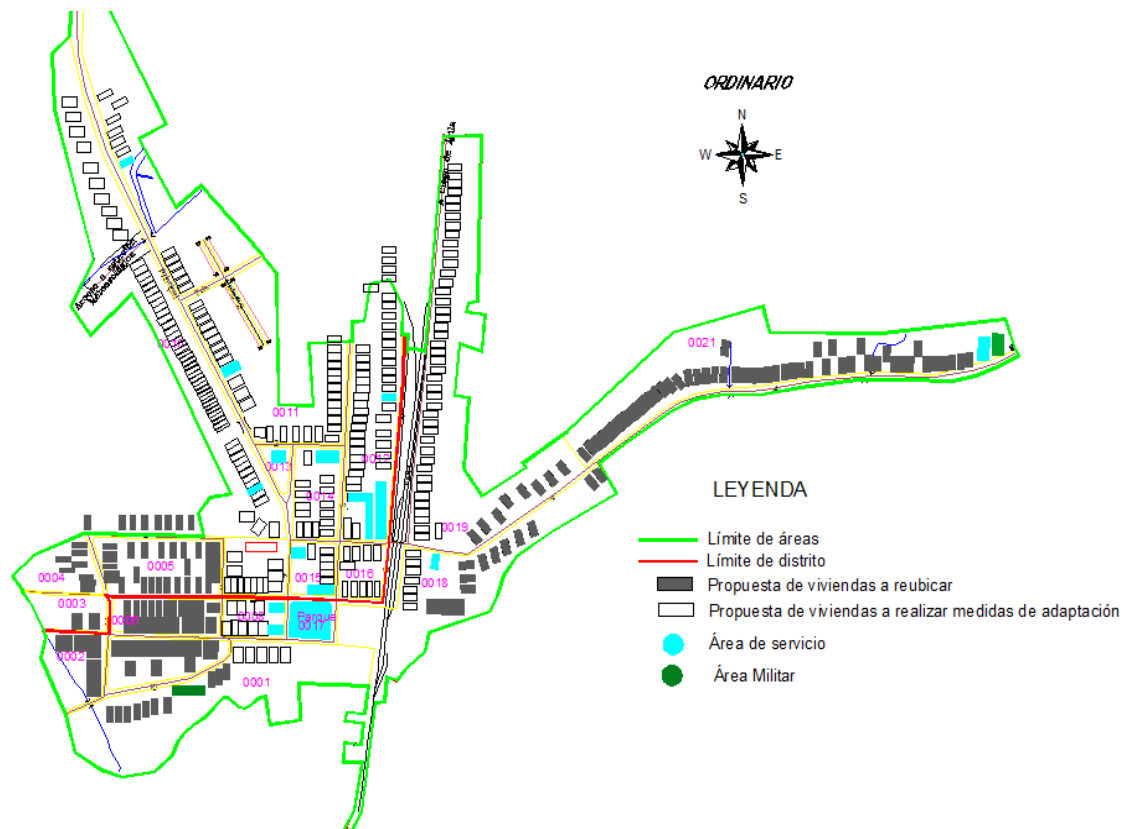 ORDINARIO
N
W
E
S
0021
0011
0013
0012
0014
0019
0005
0004
0015
0016
0018
0003
0009
Parque
0017
0002
0001
LEYENDA
Límite de áreas
Límite de distrito
Propuesta de viviendas a reubicar
Propuesta de viviendas a realizar medidas de adaptación
Área de servicio
Área Militar